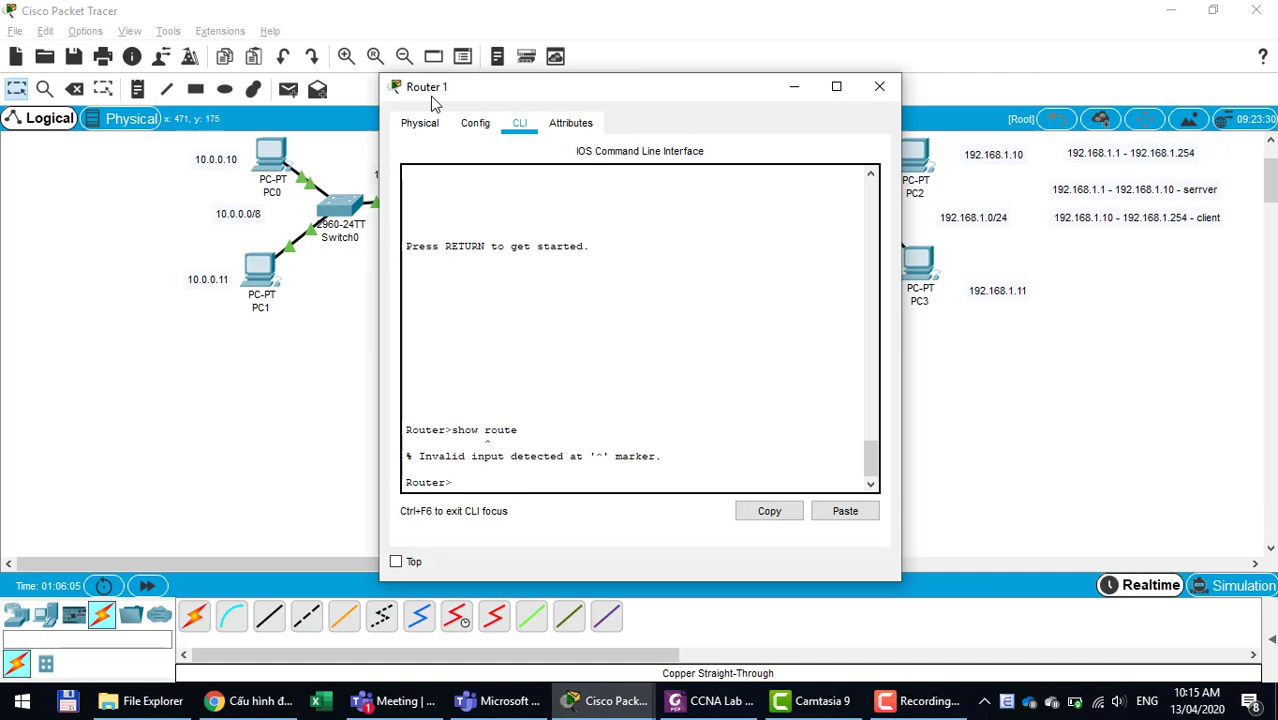 Cisco Packet Tracer
File Edit Options View Tools Extensions Help
Router 1
Physical Config CLI Attributes
IOS Command Line Interface
Press RETURN to get started.
Router>show route
^
% Invalid input detected at '^' marker.
Router>
Ctrl+F6 to exit CLI focus
Copy
Paste
Top
Logical
Physical
x: 471, y: 175
[Root]
09:23:30
10.0.0.10
PC-PT
PC0
10.0.0.0/8
2960-24TT
Switch0
10.0.0.11
PC-PT
PC1
PC-PT
PC2
192.168.1.10
192.168.1.1 - 192.168.1.254
192.168.1.1 - 192.168.1.10 - serrver
192.168.1.0/24
192.168.1.10 - 192.168.1.254 - client
PC-PT
PC3
192.168.1.11
Time: 01:06:05
Realtime
Simulation
Copper Straight-Through
File Explorer
Cấu hình đ...
Meeting | ...
Microsoft ...
Cisco Pack...
CCNA Lab ...
Camtasia 9
Recording...
ENG
10:15 AM
13/04/2020
8